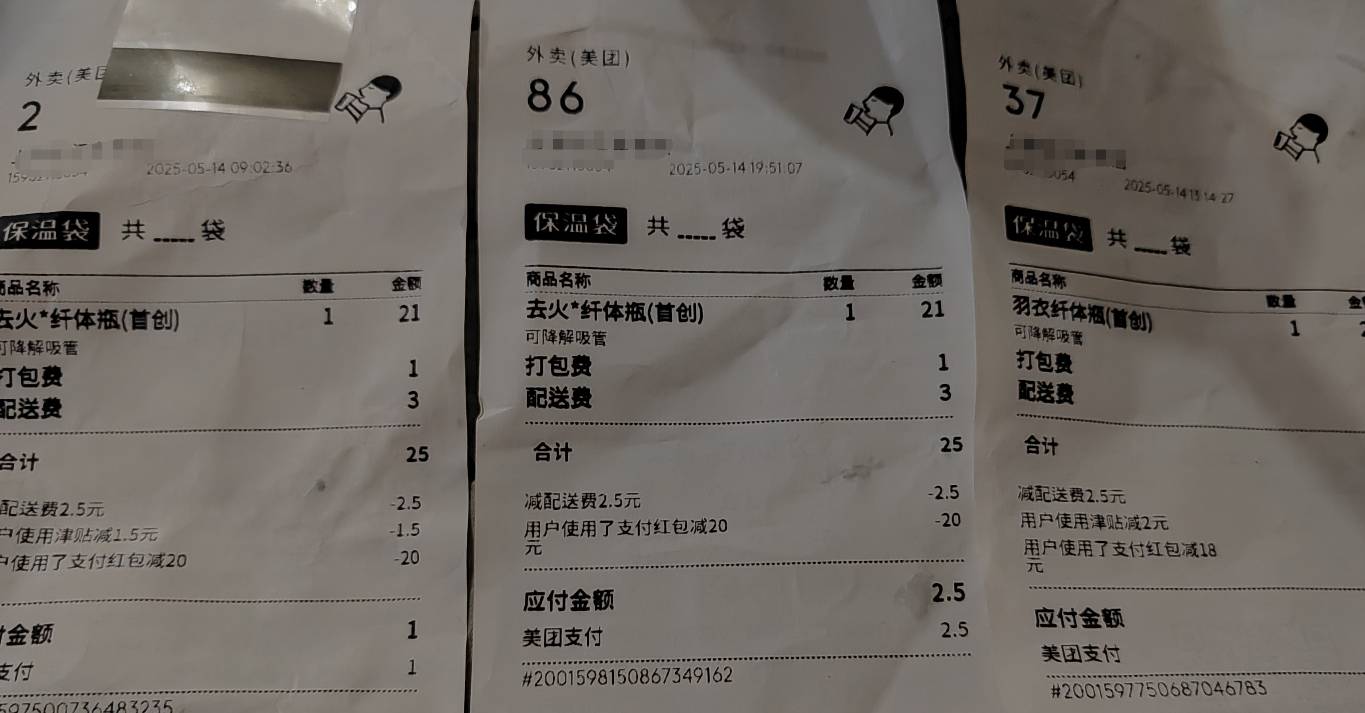 外卖(美团
2
2025-05-14 09:02:36
保温袋 共 _____ 袋
商品名称 数量 金额
去火*纤体瓶(首创) 1 21
可降解吸管
打包费 1
配送费 3
合计 25
配送费2.5元 -2.5
户使用津贴减1.5元 -1.5
户使用了支付红包减20 -20
付金额 1
支付 1
597500736483235
外卖(美团)
86
2025-05-14 19:51:07
保温袋 共 _____ 袋
商品名称 数量 金额
去火*纤体瓶(首创) 1 21
可降解吸管
打包费 1
配送费 3
合计 25
减配送费2.5元 -2.5
用户使用了支付红包减20 -20
元
应付金额 2.5
美团支付 2.5
#2001598150867349162
外卖(美团)
37
2025-05-14 13:14:27
保温袋 共 ____ 袋
商品名称 数量 金
羽衣纤体瓶(首创) 1
可降解吸管
打包费
配送费
合计
减配送费2.5元
用户使用津贴减2元
用户使用了支付红包减18
元
应付金额
美团支付
#2001597750687046783